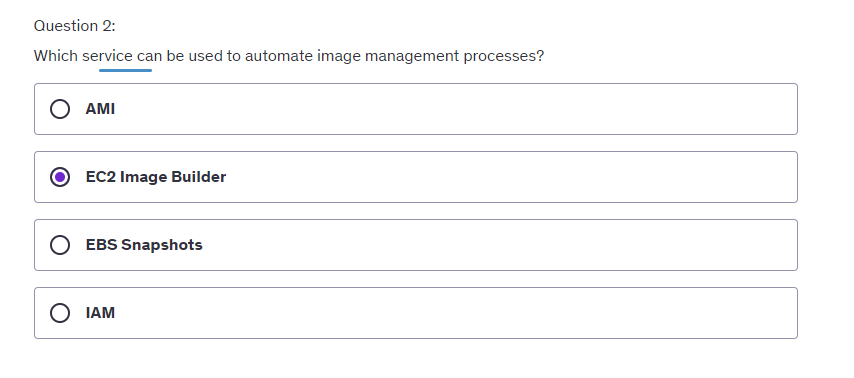 Question 2:
Which service can be used to automate image management processes?
AMI
EC2 Image Builder
EBS Snapshots
IAM